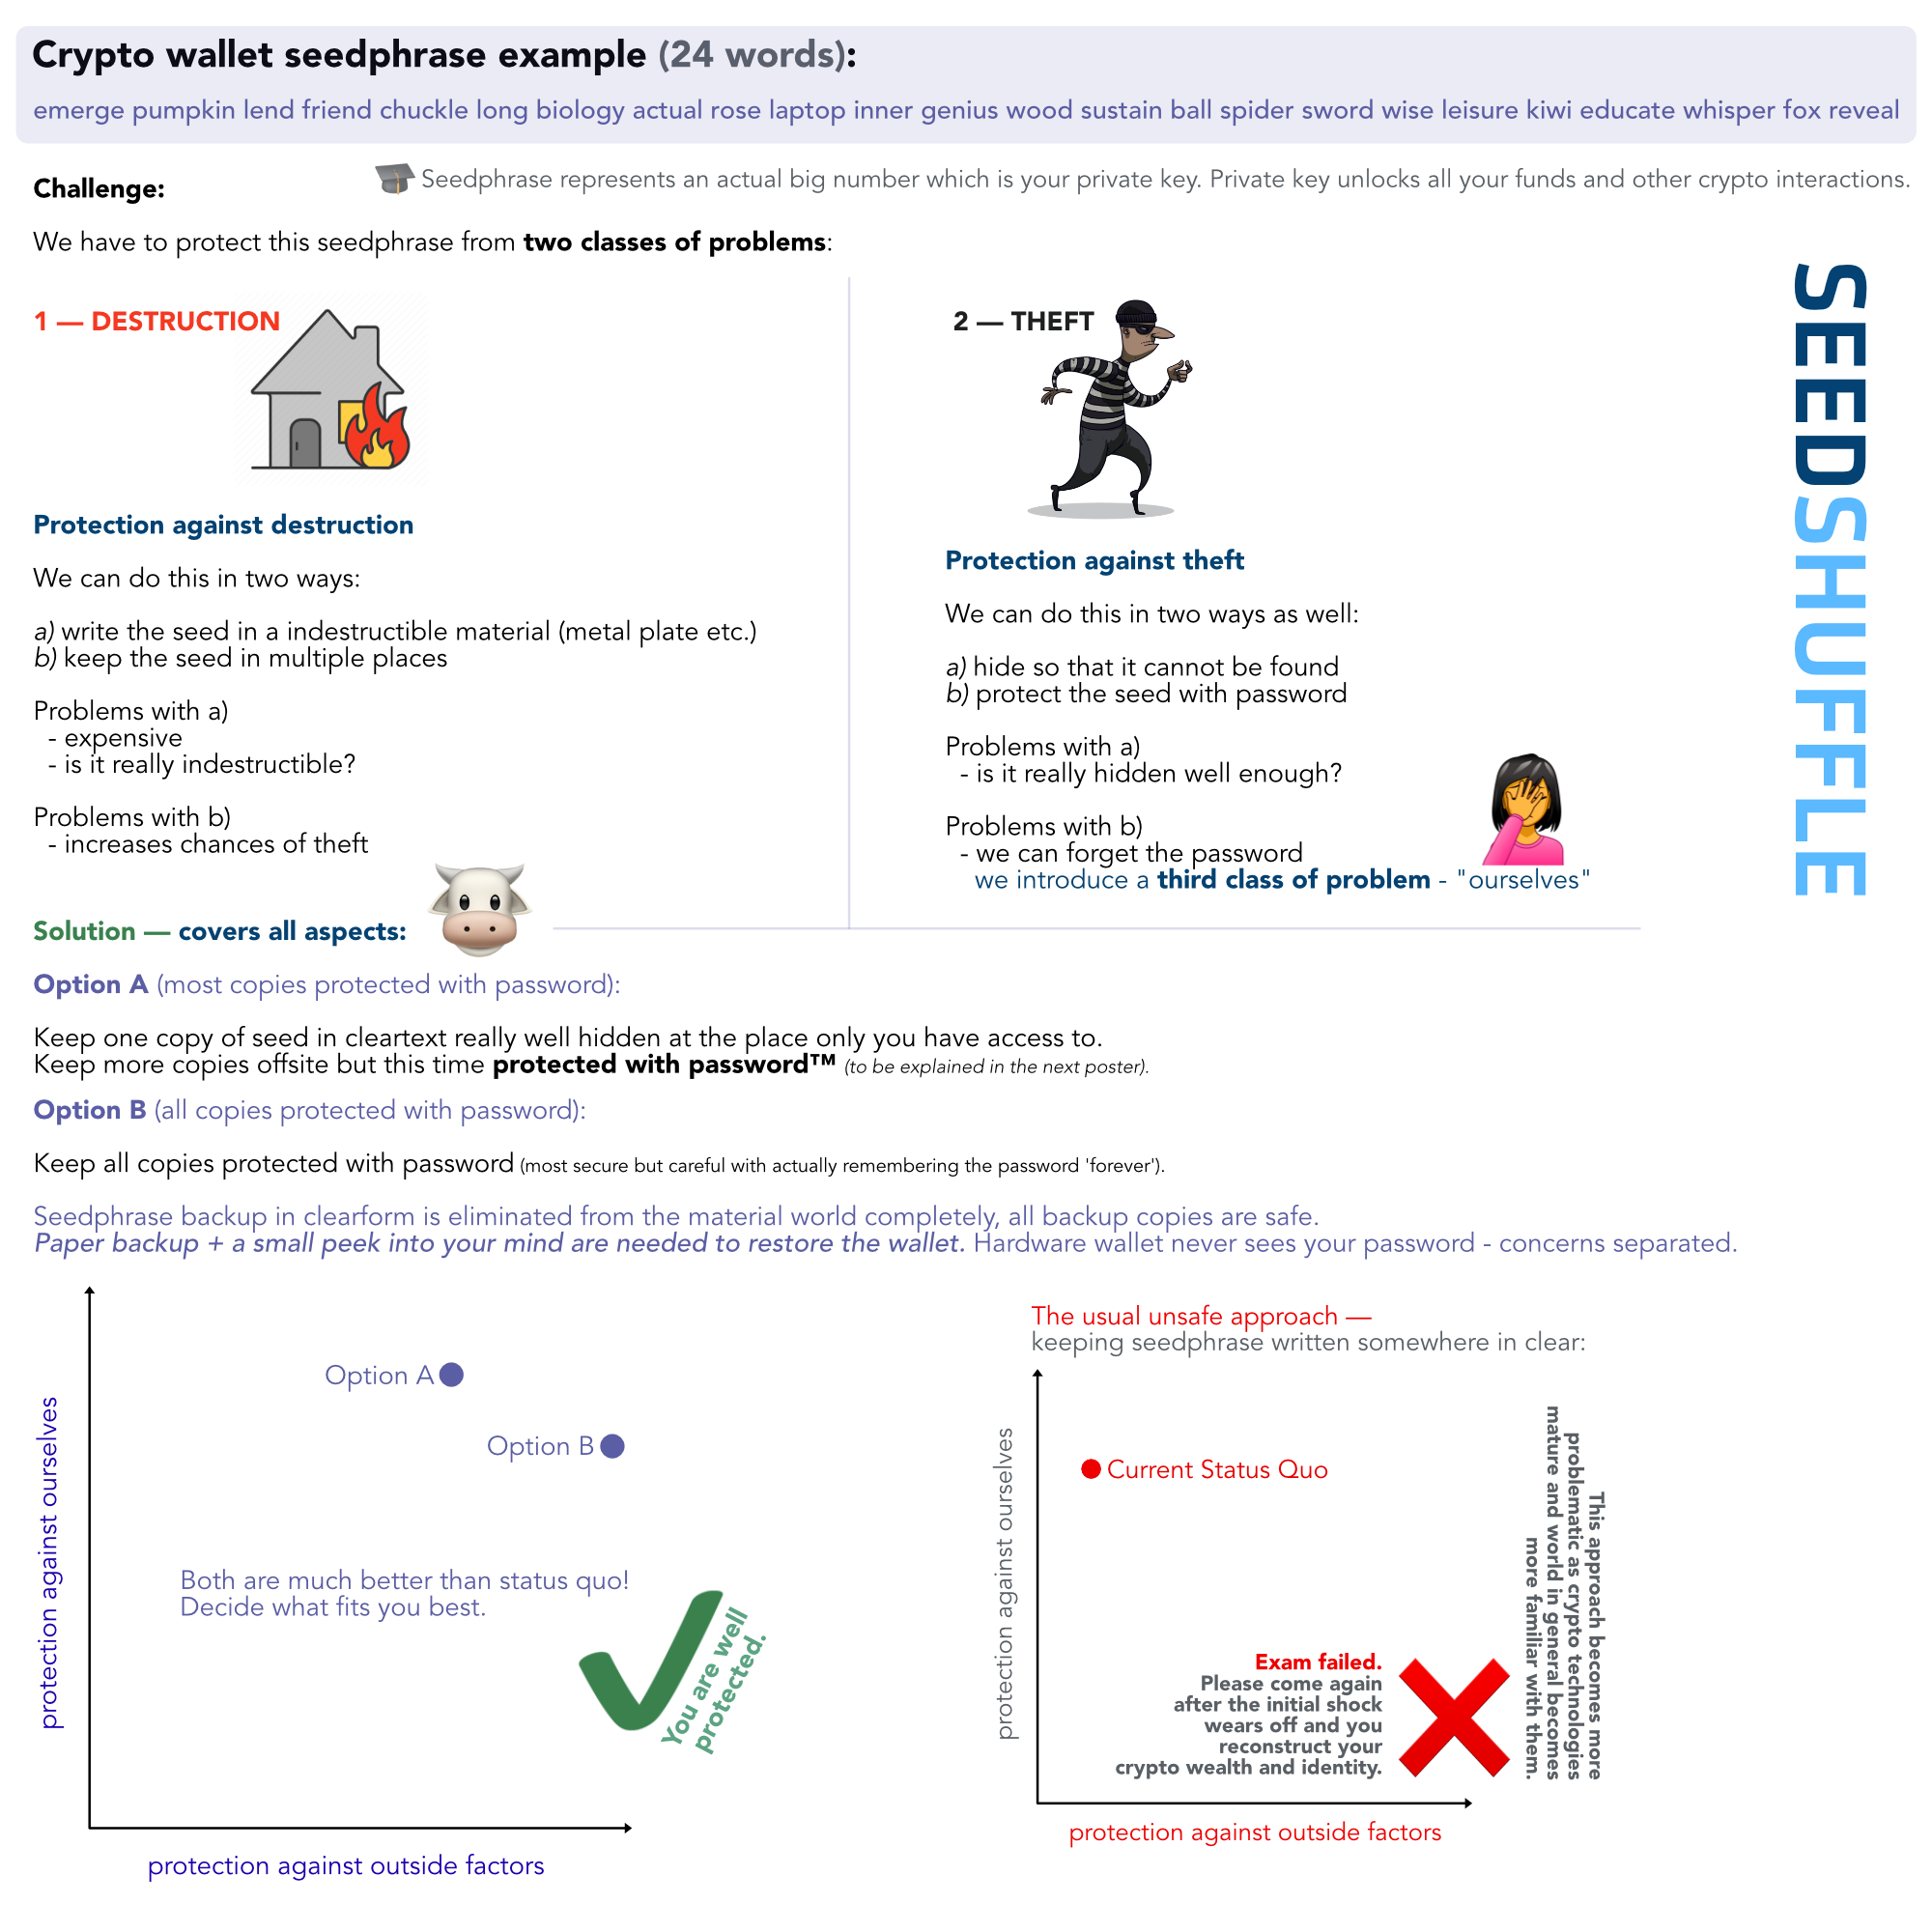 Crypto wallet seedphrase example (24 words):
emerge pumpkin lend friend chuckle long biology actual rose laptop inner genius wood sustain ball spider sword wise leisure kiwi educate whisper fox reveal
Seedphrase represents an actual big number which is your private key. Private key unlocks all your funds and other crypto interactions.
Challenge:
We have to protect this seedphrase from two classes of problems:
1 — DESTRUCTION
Protection against destruction
We can do this in two ways:
a) write the seed in a indestructible material (metal plate etc.)
b) keep the seed in multiple places
Problems with a)
- expensive
- is it really indestructible?
Problems with b)
- increases chances of theft
2 — THEFT
Protection against theft
We can do this in two ways as well:
a) hide so that it cannot be found
b) protect the seed with password
Problems with a)
- is it really hidden well enough?
Problems with b)
- we can forget the password
we introduce a third class of problem - "ourselves"
SEEDSHUFFLE
Solution — covers all aspects:
Option A (most copies protected with password):
Keep one copy of seed in cleartext really well hidden at the place only you have access to.
Keep more copies offsite but this time protected with password™ (to be explained in the next poster).
Option B (all copies protected with password):
Keep all copies protected with password (most secure but careful with actually remembering the password 'forever').
Seedphrase backup in clearform is eliminated from the material world completely, all backup copies are safe.
Paper backup + a small peek into your mind are needed to restore the wallet. Hardware wallet never sees your password - concerns separated.
protection against ourselves
Option A
Option B
Both are much better than status quo!
Decide what fits you best.
You are well
protected.
protection against outside factors
The usual unsafe approach —
keeping seedphrase written somewhere in clear:
protection against ourselves
Current Status Quo
Exam failed.
Please come again
after the initial shock
wears off and you
reconstruct your
crypto wealth and identity.
This approach becomes more
problematic as crypto technologies
mature and world in general becomes
more familiar with them.
protection against outside factors